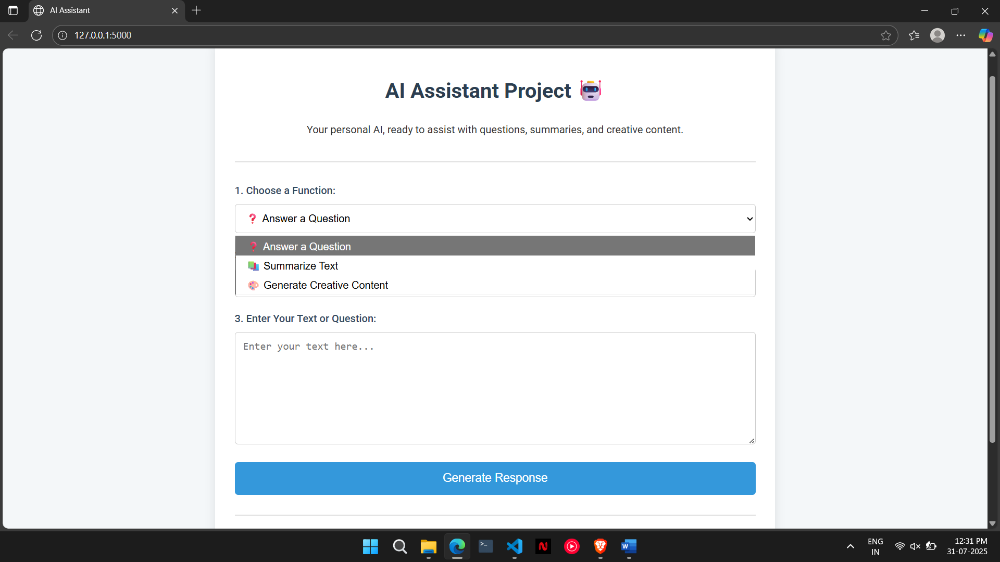 AI Assistant
127.0.0.1:5000
AI Assistant Project
Your personal AI, ready to assist with questions, summaries, and creative content.
1. Choose a Function:
❓ Answer a Question
❓ Answer a Question
📚 Summarize Text
🎨 Generate Creative Content
3. Enter Your Text or Question:
Enter your text here...
Generate Response
ENG
IN
12:31 PM
31-07-2025